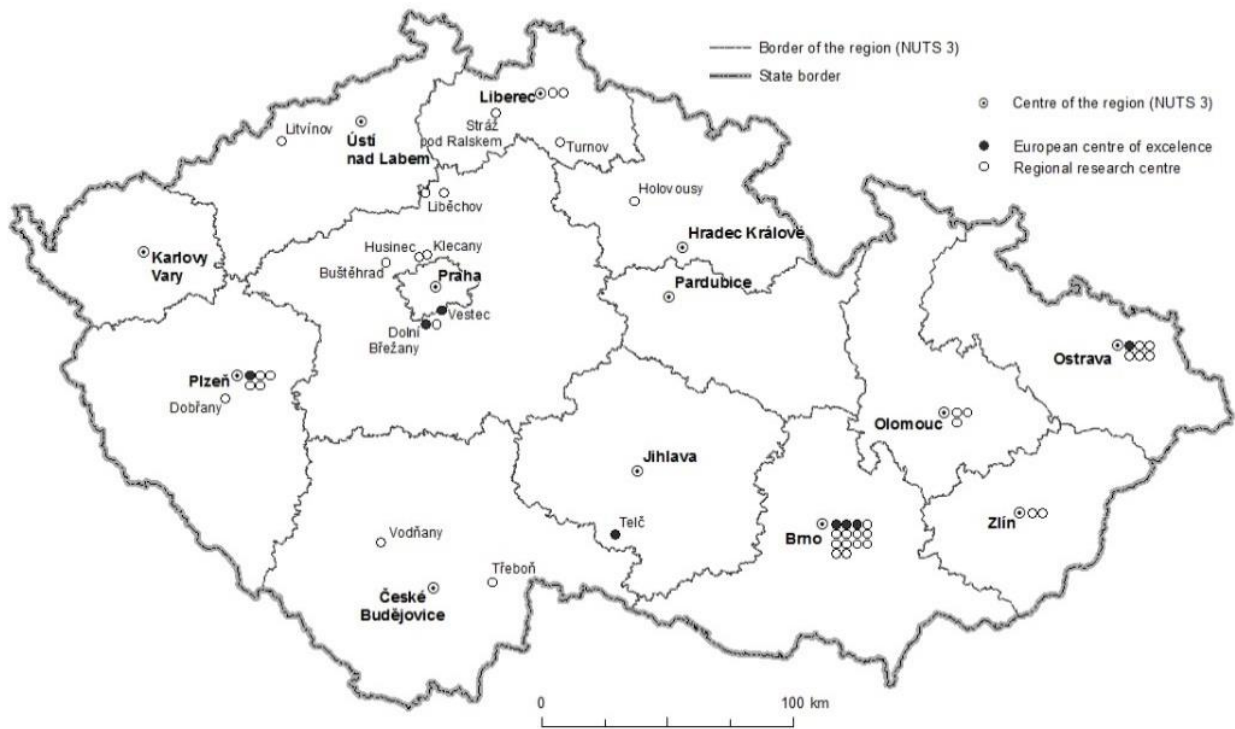 Border of the region (NUTS 3)
State border
Centre of the region (NUTS 3)
European centre of excelence
Regional research centre
Liberec
Litvínov
Ústí
nad Labem
Stráž
pod Ralskem
Turnov
Holovousy
Liběchov
Hradec Králově
Husinec
Klecany
Buštěhrad
Karlovy
Vary
Praha
Pardubice
Vestec
Dolní
Břežany
Ostrava
Plzeň
Dobřany
Olomouc
Jihlava
Telč
Zlín
Brno
Vodňany
Třeboň
České
Budějovice
0
100 km